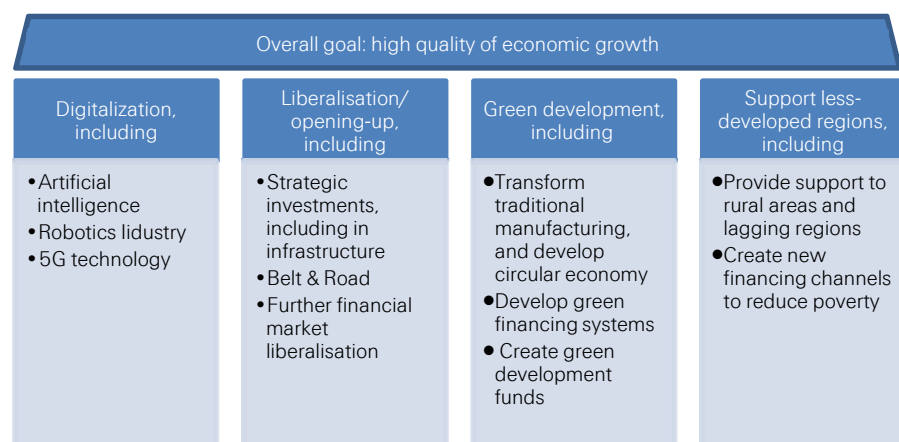 Overall goal: high quality of economic growth
Digitalization,
including
•Artificial
intelligence
•Robotics lidustry
•5G technology
Liberalisation/
opening-up,
including
•Strategic
investments,
including in
infrastructure
•Belt & Road
•Further financial
market
liberalisation
Green development,
including
●Transform
traditional
manufacturing,
and develop
circular economy
●Develop green
financing systems
● Create green
development
funds
Support less-
developed regions,
including
●Provide support to
rural areas and
lagging regions
●Create new
financing channels
to reduce poverty